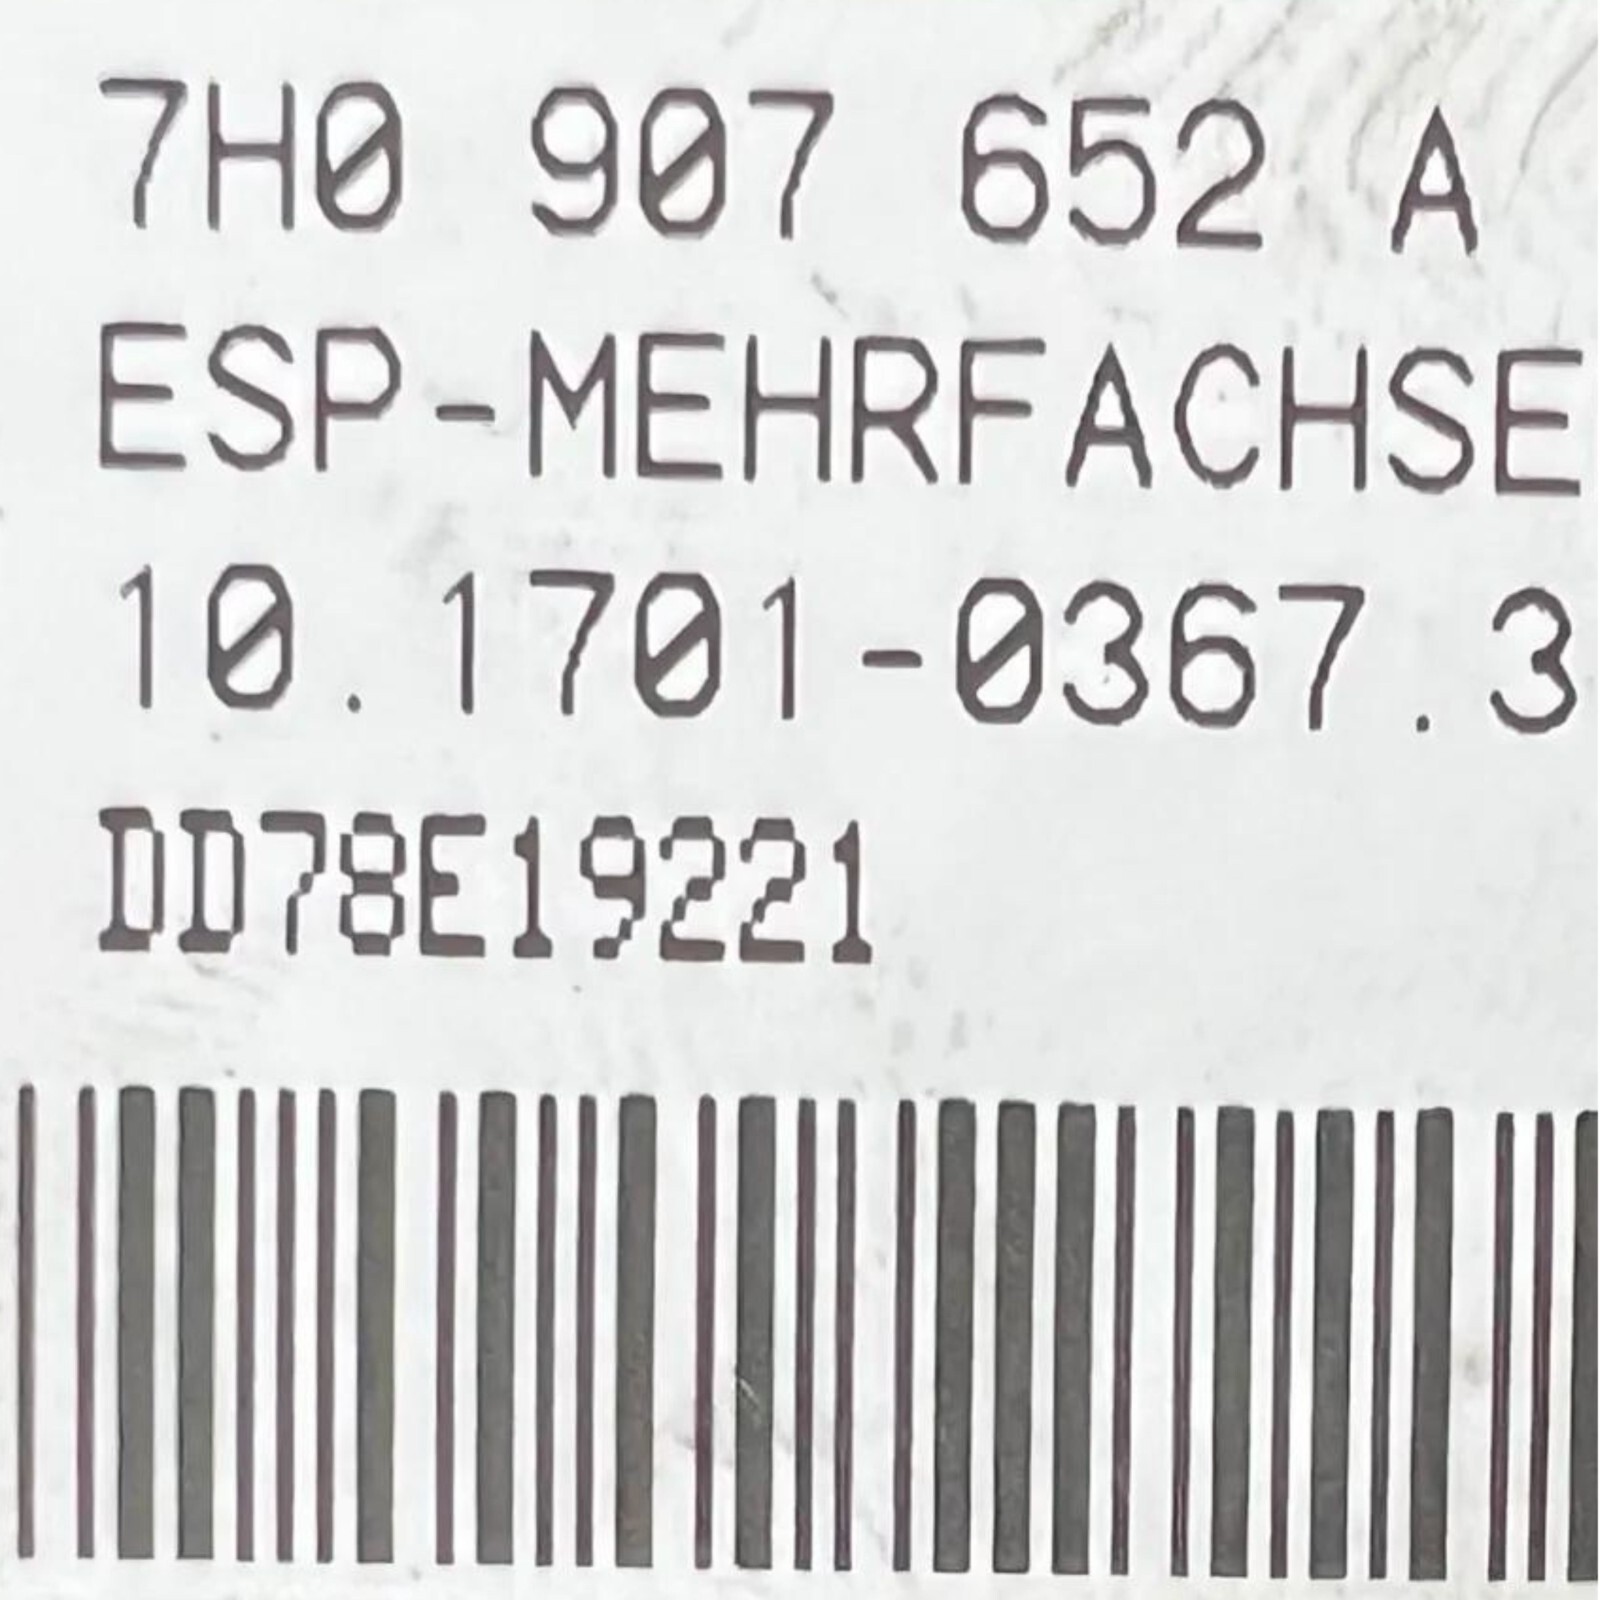 7H0 907 652 A
ESP-MEHRFACHSE
10.1701-0367.3
DD78E19221